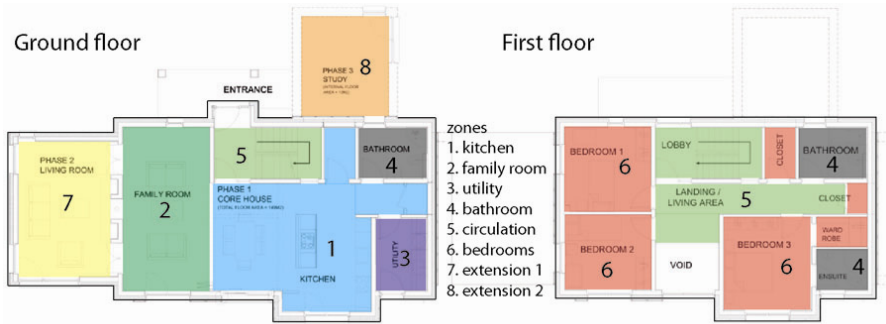 Ground floor
First floor
PHASE 3
STUDY
8
ENTRANCE
PHASE 2
LIVING ROOM
7
FAMILY ROOM
2
5
BATHROOM
4
PHASE 1
CORE HOUSE
1
KITCHEN
UTILITY
3
zones
1. kitchen
2. family room
3. utility
4. bathroom
5. circulation
6. bedrooms
7. extension 1
8. extension 2
BEDROOM 1
6
LOBBY
CLOSET
BATHROOM
4
LANDING /
LIVING AREA
5
CLOSET
BEDROOM 2
6
VOID
BEDROOM 3
6
WARD
ROBE
4
ENSUITE